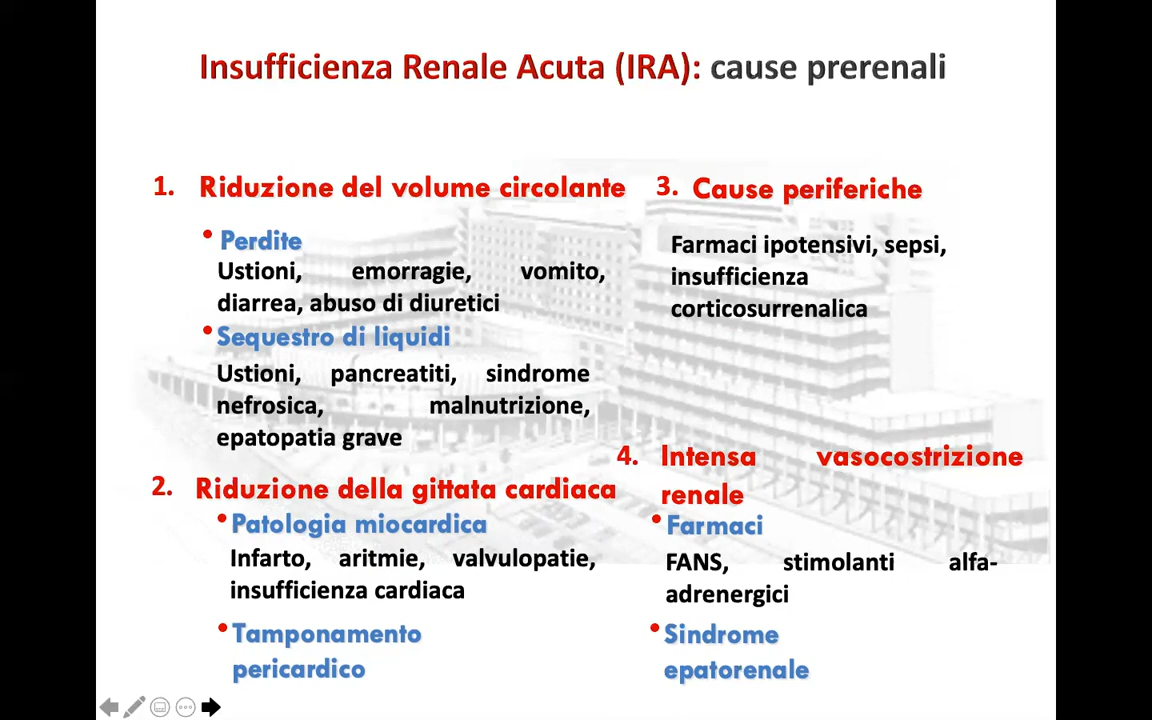 Insufficienza Renale Acuta (IRA): cause prerenali
1. Riduzione del volume circolante
• Perdite
Ustioni, emorragie, vomito,
diarrea, abuso di diuretici
• Sequestro di liquidi
Ustioni, pancreatiti, sindrome
nefrosica, malnutrizione,
epatopatia grave
2. Riduzione della gittata cardiaca
• Patologia miocardica
Infarto, aritmie, valvulopatie,
insufficienza cardiaca
• Tamponamento
pericardico
3. Cause periferiche
Farmaci ipotensivi, sepsi,
insufficienza
corticosurrenalica
4. Intensa vasocostrizione
renale
• Farmaci
FANS, stimolanti alfa-
adrenergici
• Sindrome
epatorenale